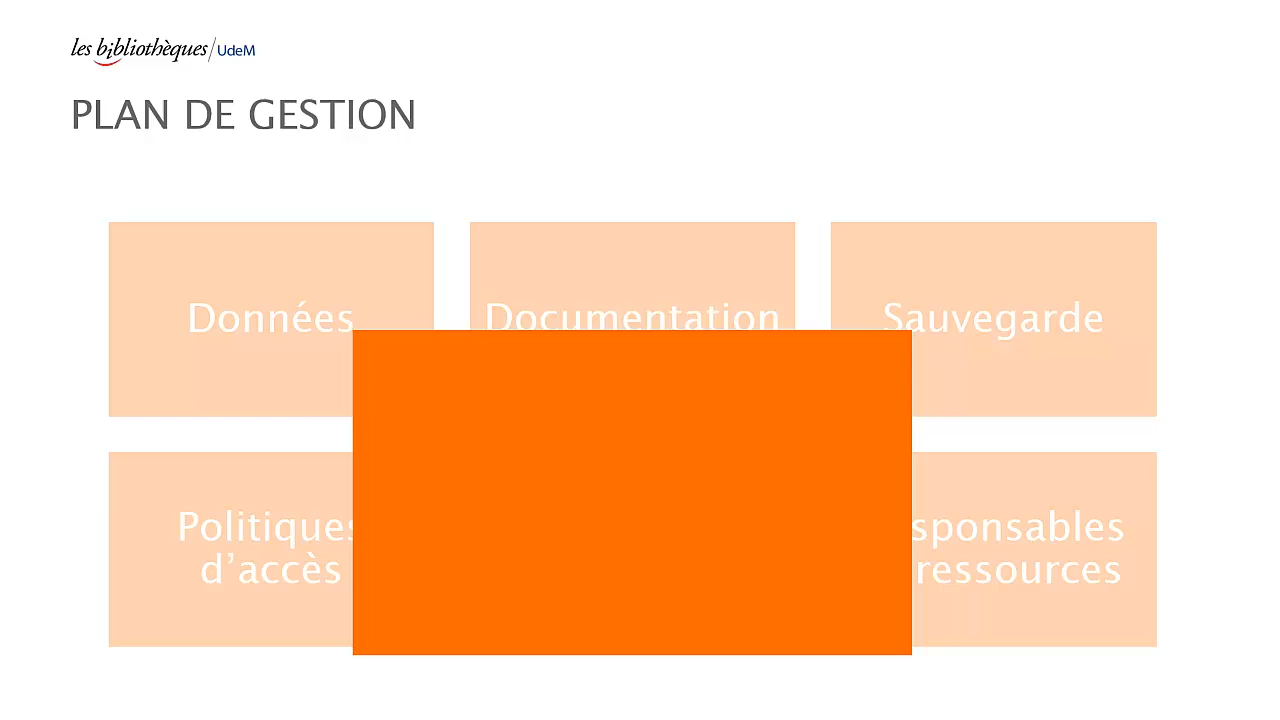 les bibliothèques/UdeM
PLAN DE GESTION
Données
Documentation
Sauvegarde
Politiques
d’accès
sponsables
ressources